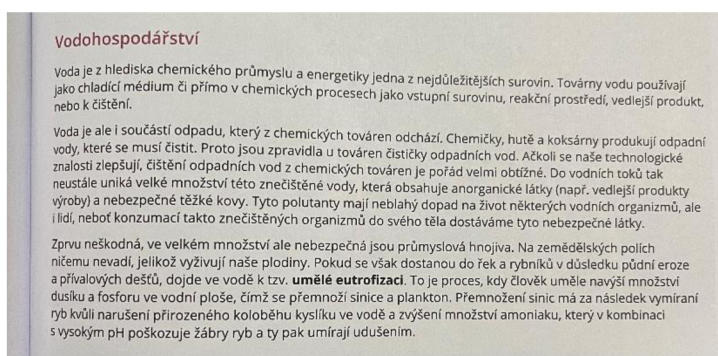 Vodohospodářství
Voda je z hlediska chemického průmyslu a energetiky jedna z nejdůležitějších surovin. Továrny vodu používají
jako chladící médium či přímo v chemických procesech jako vstupní surovinu, reakční prostředí, vedlejší produkt,
nebo k čištění.
Voda je ale i součástí odpadu, který z chemických továren odchází. Chemičky, hutě a koksárny produkují odpadní
vody, které se musí čistit. Proto jsou zpravidla u továren čističky odpadních vod. Ačkoli se naše technologické
znalosti zlepšují, čištění odpadních vod z chemických továren je pořád velmi obtížné. Do vodních toků tak
neustále uniká velké množství této znečištěné vody, která obsahuje anorganické látky (např. vedlejší produkty
výroby) a nebezpečné těžké kovy. Tyto polutanty mají neblahý dopad na život některých vodních organizmů, ale
i lidí, neboť konzumací takto znečištěných organizmů do svého těla dostáváme tyto nebezpečné látky.
Zprvu neškodná, ve velkém množství ale nebezpečná jsou průmyslová hnojiva. Na zemědělských polích
ničemu nevadí, jelikož vyživují naše plodiny. Pokud se však dostanou do řek a rybníků v důsledku půdní eroze
a přívalových dešťů, dojde ve vodě k tzv. umělé eutrofizaci. To je proces, kdy člověk uměle navýší množství
dusíku a fosforu ve vodní ploše, čímž se přemnoží sinice a plankton. Přemnožení sinic má za následek vymíraní
ryb kvůli narušení přirozeného koloběhu kyslíku ve vodě a zvýšení množství amoniaku, který v kombinaci
s vysokým pH poškozuje žábry ryb a ty pak umírají udušením.